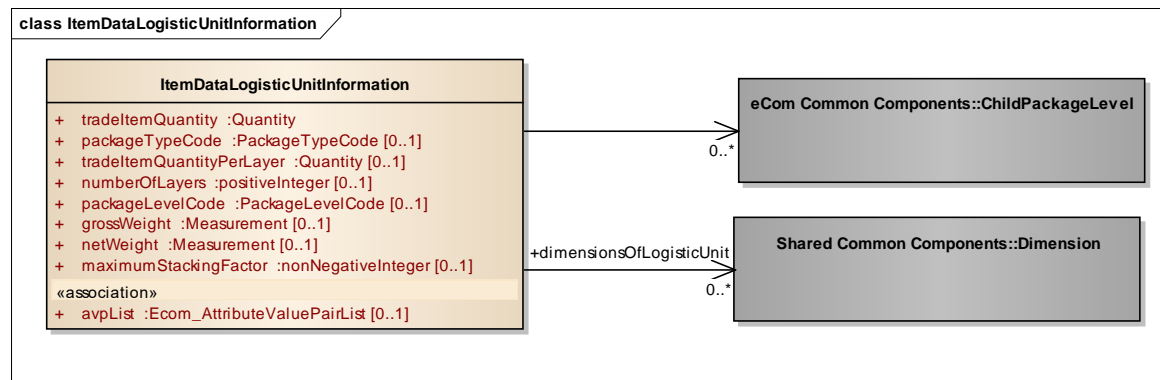 class ItemDataLogisticUnitInformation
ItemDataLogisticUnitInformation
+ tradeItemQuantity :Quantity
+ packageTypeCode :PackageTypeCode [0..1]
+ tradeItemQuantityPerLayer :Quantity [0..1]
+ numberOfLayers :positiveInteger [0..1]
+ packageLevelCode :PackageLevelCode [0..1]
+ grossWeight :Measurement [0..1]
+ netWeight :Measurement [0..1]
+ maximumStackingFactor :nonNegativeInteger [0..1]
«association»
+ avpList :Ecom_AttributeValuePairList [0..1]
eCom Common Components::ChildPackageLevel
0..*
Shared Common Components::Dimension
+dimensionsOfLogisticUnit
0..*